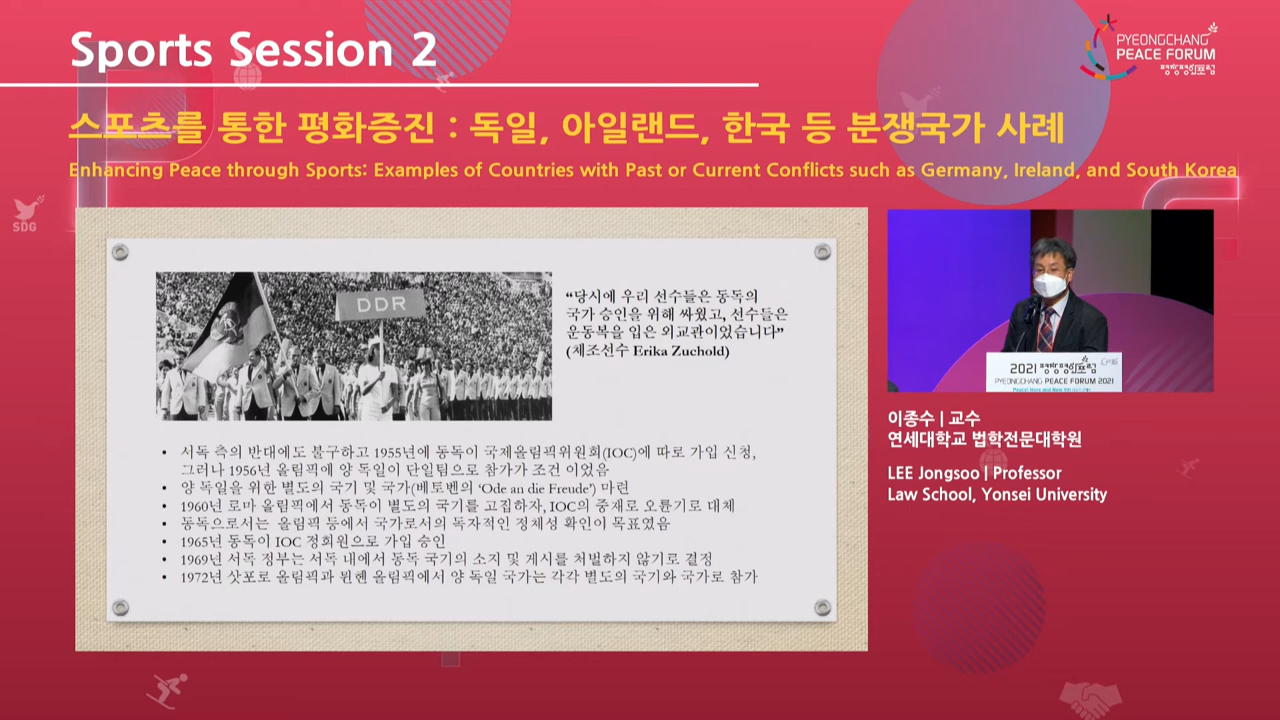 Sports Session 2
PYEONGCHANG
PEACE FORUM
평창평화포럼
스포츠를 통한 평화증진 : 독일, 아일랜드, 한국 등 분쟁국가 사례
Enhancing Peace through Sports: Examples of Countries with Past or Current Conflicts such as Germany, Ireland, and South Korea
SDG
DDR
“당시에 우리 선수들은 동독의
국가 승인을 위해 싸웠고, 선수들은
운동복을 입은 외교관이었습니다”
(체조선수 Erika Zuchold)
• 서독 측의 반대에도 불구하고 1955년에 동독이 국제올림픽위원회(IOC)에 따로 가입 신청,
그러나 1956년 올림픽에 양 독일이 단일팀으로 참가가 조건 이었음
• 양 독일을 위한 별도의 국기 및 국가(베토벤의 ‘Ode an die Freude’) 마련
• 1960년 로마 올림픽에서 동독이 별도의 국기를 고집하자, IOC의 중재로 오륜기로 대체
• 동독으로서는 올림픽 등에서 국가로서의 독자적인 정체성 확인이 목표였음
• 1965년 동독이 IOC 정회원으로 가입 승인
• 1969년 서독 정부는 서독 내에서 동독 국기의 소지 및 게시를 처벌하지 않기로 결정
• 1972년 삿포로 올림픽과 뮌헨 올림픽에서 양 독일 국가는 각각 별도의 국기와 국가로 참가
2021 평창평화포럼
PYEONGCHANG PEACE FORUM 2021
이종수 | 교수
연세대학교 법학전문대학원
LEE Jongsoo | Professor
Law School, Yonsei University